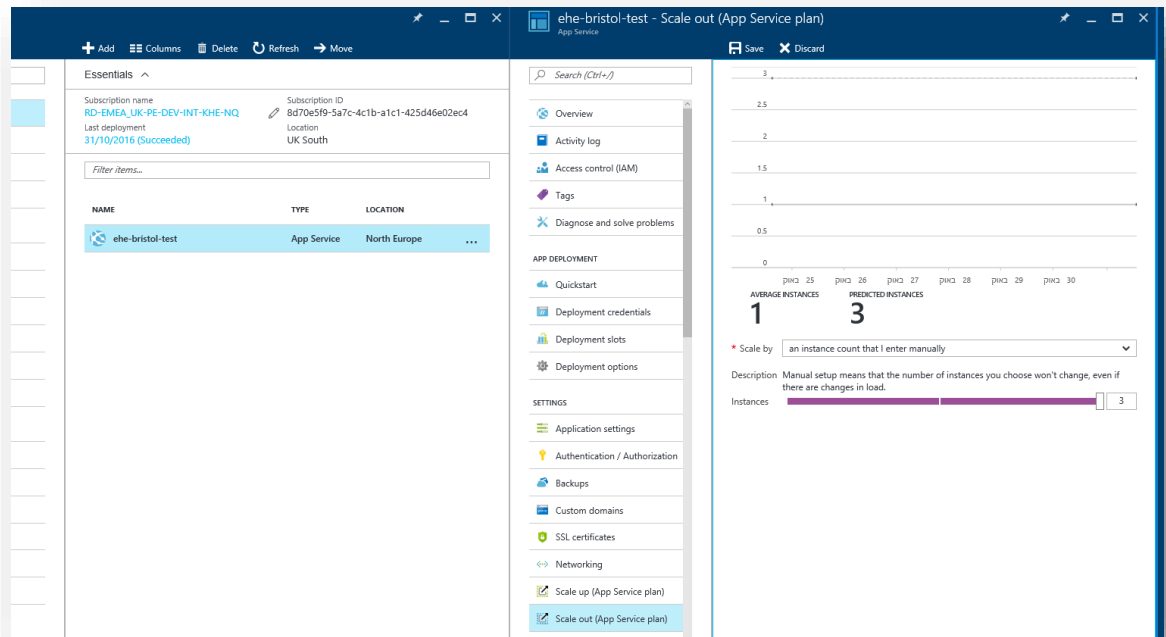 Add
Columns
Delete
Refresh
Move
Essentials
Subscription name
RD-EMEA_UK-PE-DEV-INT-KHE-NQ
Subscription ID
8d70e5f9-5a7c-4c1b-a1c1-425d46e02ec4
Last deployment
31/10/2016 (Succeeded)
Location
UK South
Filter items...
NAME TYPE LOCATION
ehe-bristol-test App Service North Europe ...
ehe-bristol-test - Scale out (App Service plan)
App Service
Search (Ctrl+/)
Overview
Activity log
Access control (IAM)
Tags
Diagnose and solve problems
APP DEPLOYMENT
Quickstart
Deployment credentials
Deployment slots
Deployment options
SETTINGS
Application settings
Authentication / Authorization
Backups
Custom domains
SSL certificates
Networking
Scale up (App Service plan)
Scale out (App Service plan)
Save
Discard
3
2.5
2
1.5
1
0.5
0
25 באוק
26 באוק
27 באוק
28 באוק
29 באוק
30 באוק
AVERAGE INSTANCES
1
PREDICTED INSTANCES
3
* Scale by an instance count that I enter manually
Description Manual setup means that the number of instances you choose won't change, even if
there are changes in load.
Instances 3